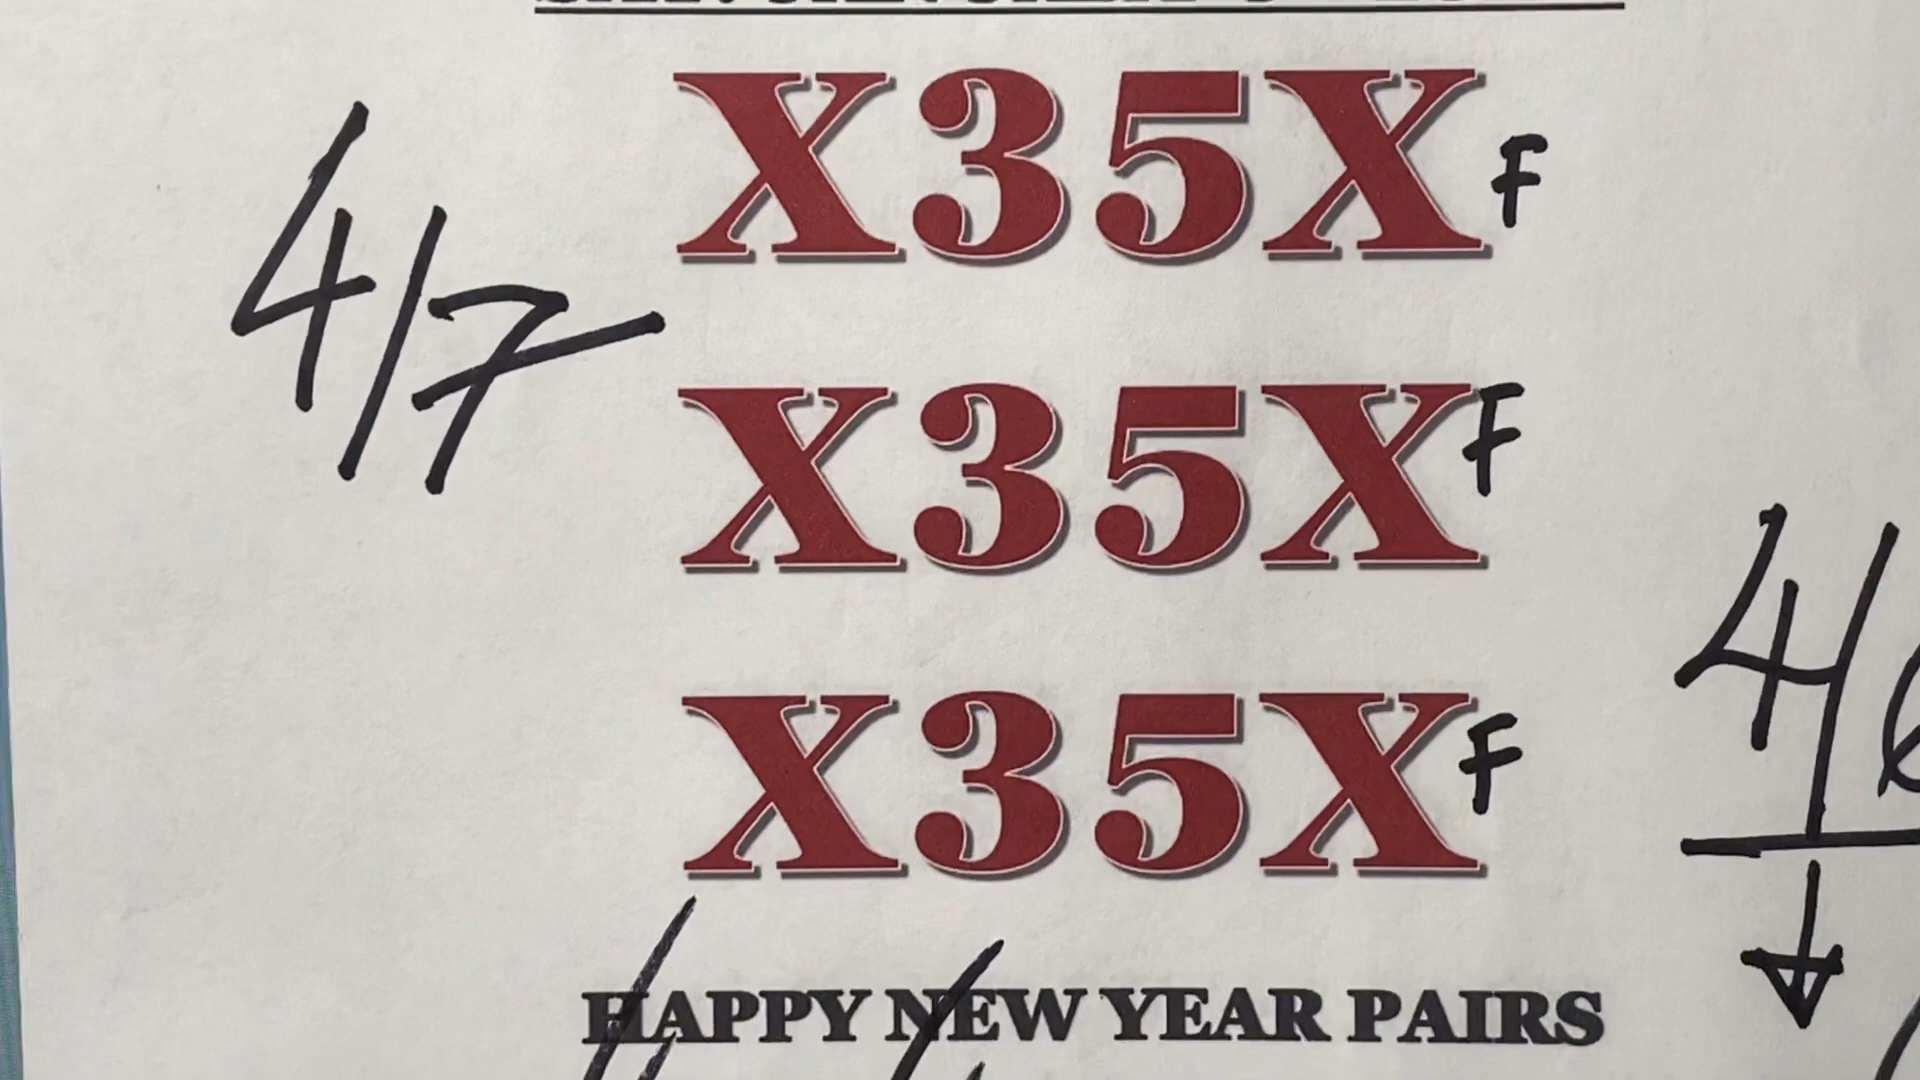 X35X F
4/7
X35X F
X35X F
HAPPY NEW YEAR PAIRS